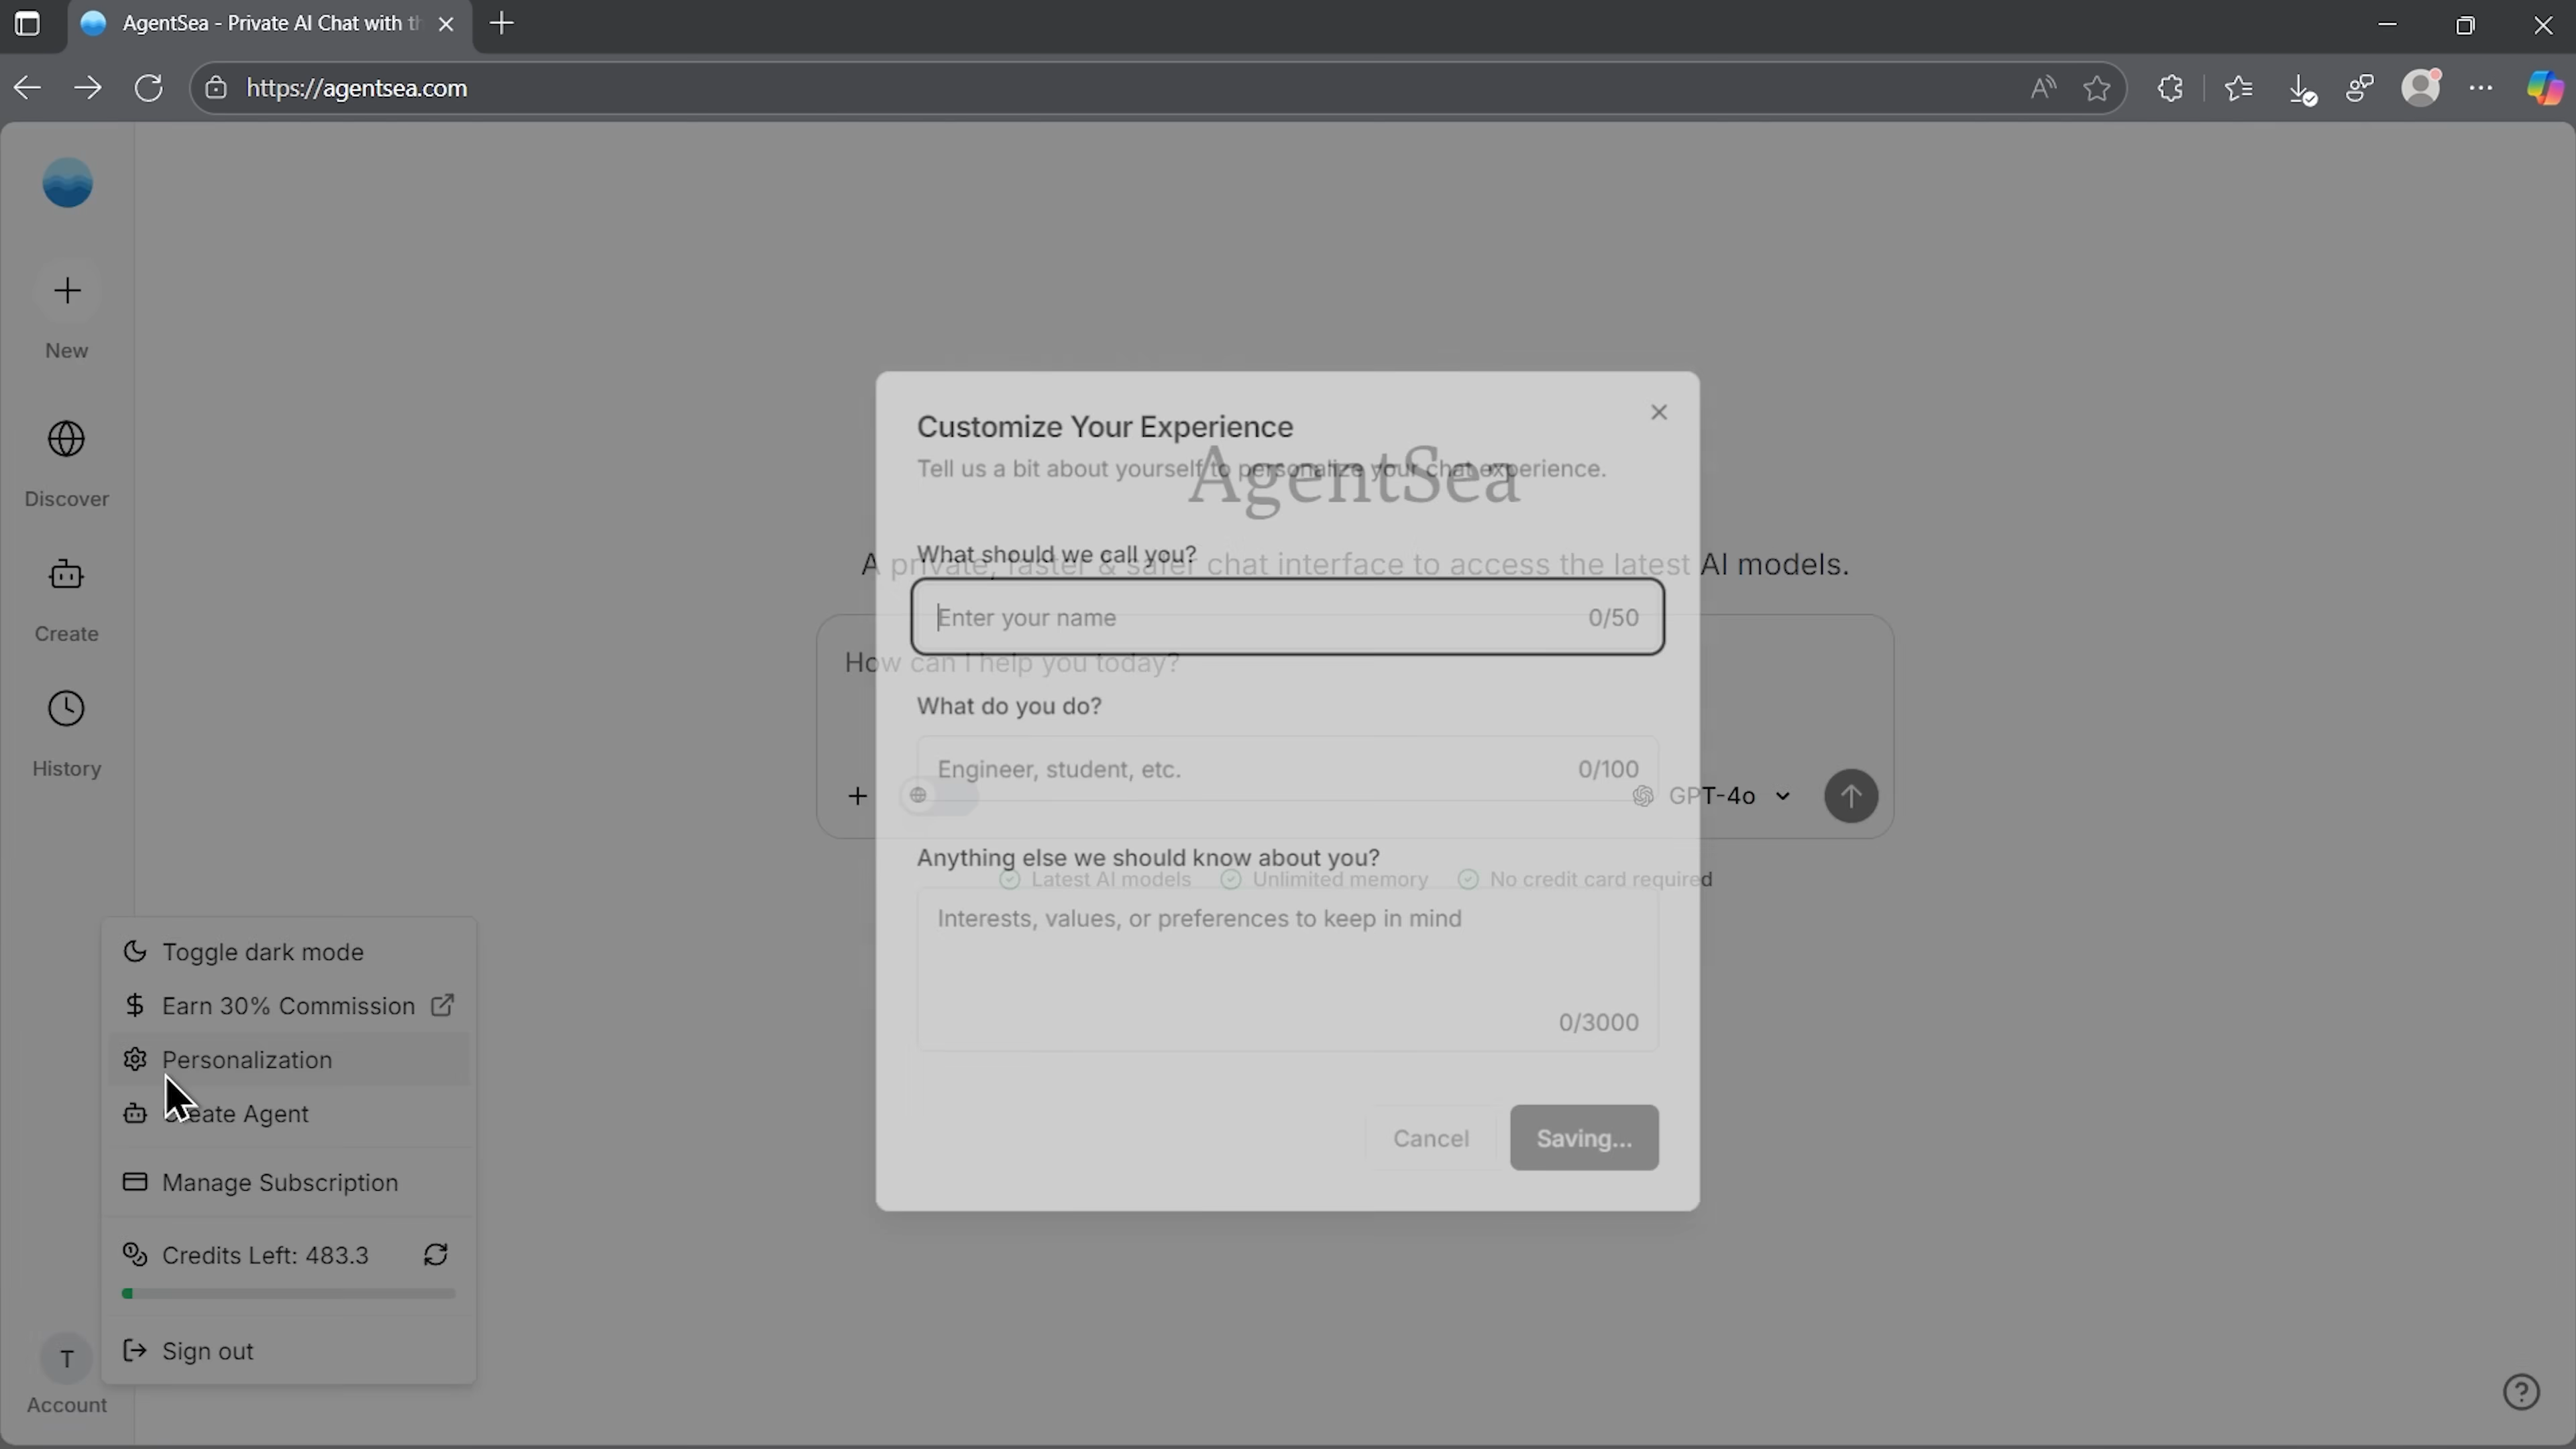 AgentSea - Private AI Chat with th
https://agentsea.com
New
Discover
Create
History
Customize Your Experience
Tell us a bit about yourself to personalize your chat experience.
AgentSea
What should we call you?
A private, faster & safer chat interface to access the latest AI models.
Enter your name 0/50
How can I help you today?
What do you do?
Engineer, student, etc. 0/100
GPT-4o
Anything else we should know about you?
Latest AI models Unlimited memory No credit card required
Interests, values, or preferences to keep in mind
0/3000
Cancel Saving...
Toggle dark mode
Earn 30% Commission
Personalization
Create Agent
Manage Subscription
Credits Left: 483.3
Sign out
T
Account